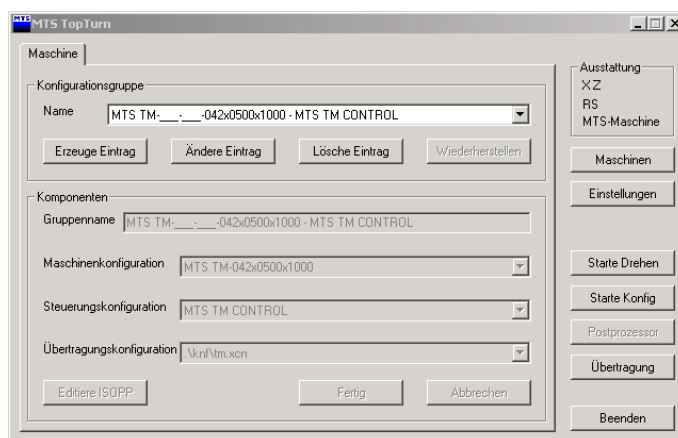 MTS MTS TopTurn
Maschine
Konfigurationsgruppe
Name MTS TM-___-___-042x0500x1000 - MTS TM CONTROL
Erzeuge Eintrag Ändere Eintrag Lösche Eintrag Wiederherstellen
Komponenten
Gruppenname MTS TM-___-___-042x0500x1000 - MTS TM CONTROL
Maschinenkonfiguration MTS TM-042x0500x1000
Steuerungskonfiguration MTS TM CONTROL
Übertragungskonfiguration .\knf\tm.xcn
Editiere ISOPP Fertig Abbrechen
Ausstattung
X Z
RS
MTS-Maschine
Maschinen
Einstellungen
Starte Drehen
Starte Konfig
Postprozessor
Übertragung
Beenden